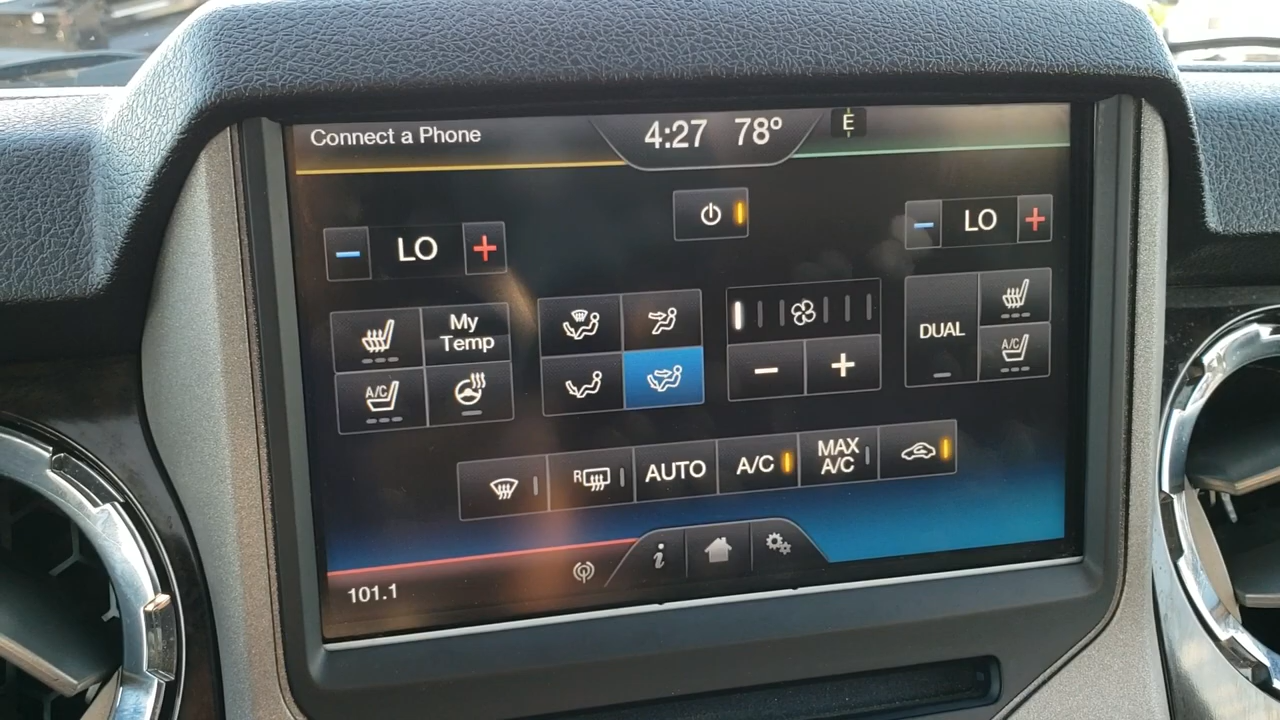 Connect a Phone
4:27 78°
E
LO
LO
My
Temp
A/C
DUAL
A/C
R
AUTO
A/C
MAX
A/C
i
101.1